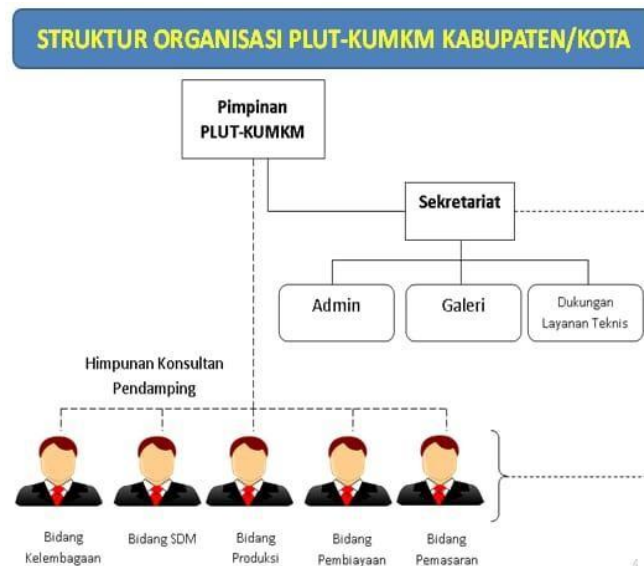 STRUKTUR ORGANISASI PLUT-KUMKM KABUPATEN/KOTA
Pimpinan
PLUT-KUMKM
Sekretariat
Admin
Galeri
Dukungan
Layanan Teknis
Himpunan Konsultan
Pendamping
Bidang
Kelembagaan
Bidang SDM
Bidang
Produksi
Bidang
Pembiayaan
Bidang
Pemasaran
4